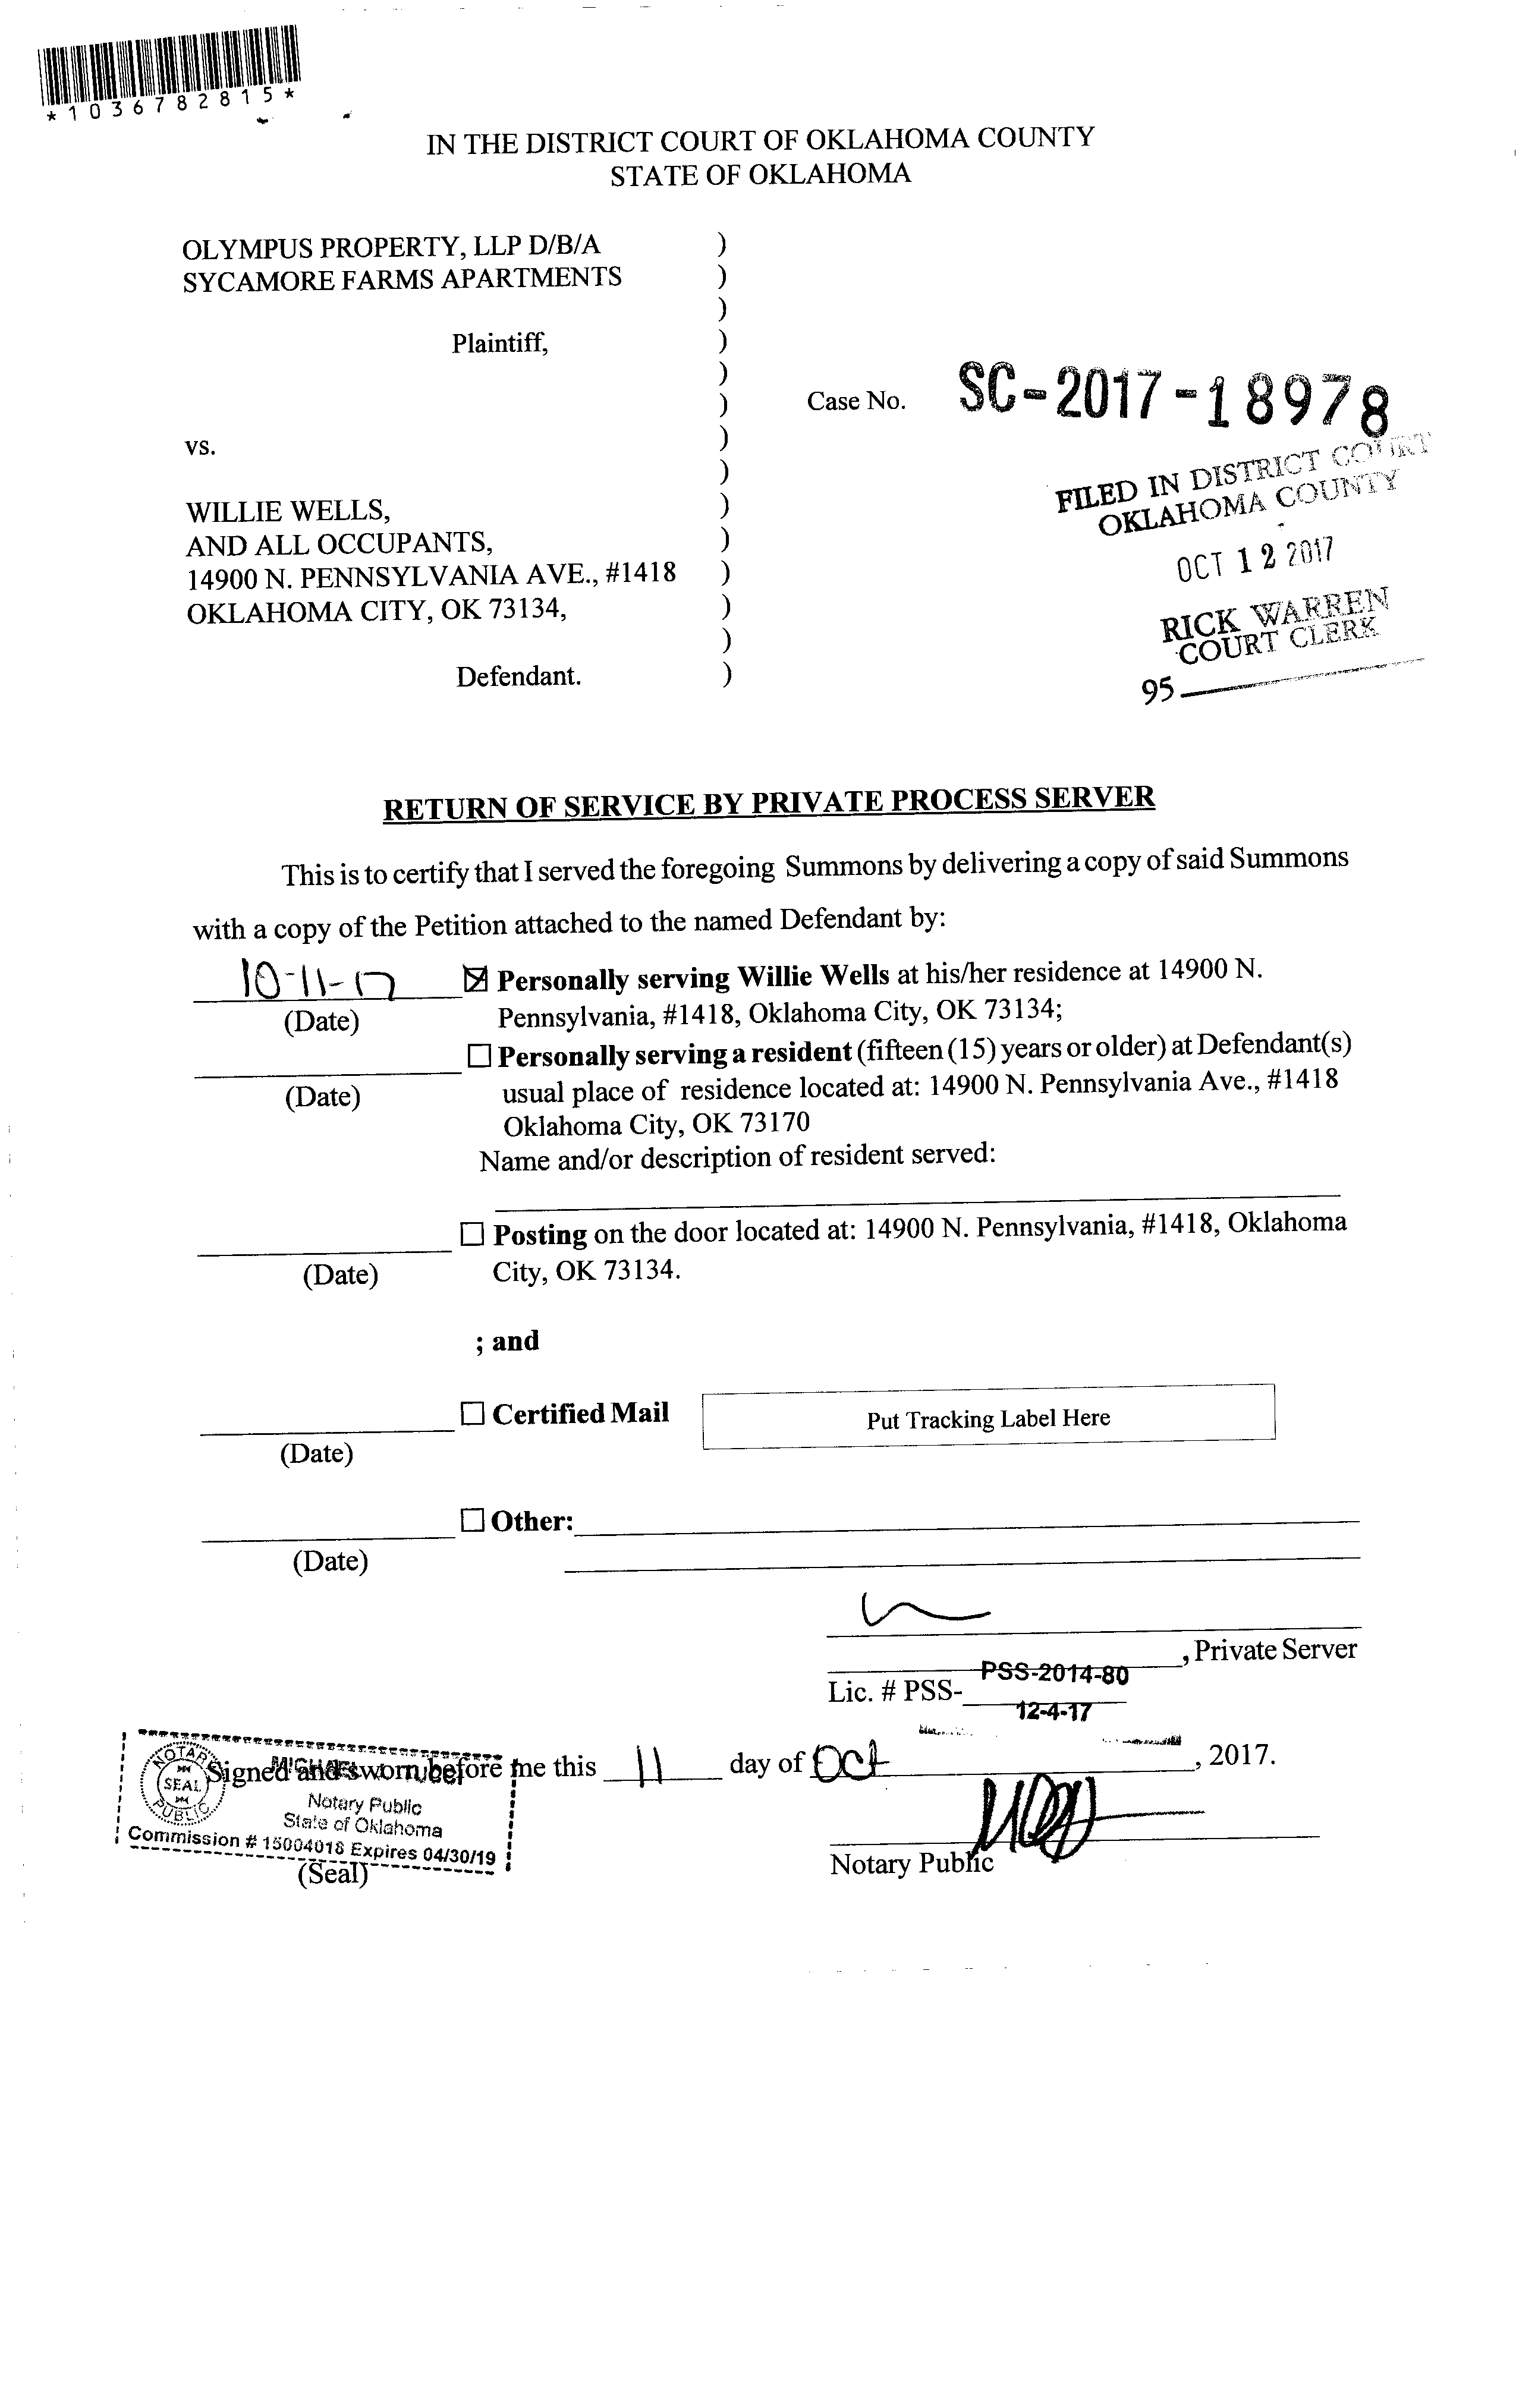 *1036782815*
IN THE DISTRICT COURT OF OKLAHOMA COUNTY
STATE OF OKLAHOMA
OLYMPUS PROPERTY, LLP D/B/A )
SYCAMORE FARMS APARTMENTS )
)
Plaintiff, )
)
) Case No. SC-2017-18978
vs. )
)
WILLIE WELLS, )
AND ALL OCCUPANTS, )
14900 N. PENNSYLVANIA AVE., #1418 )
OKLAHOMA CITY, OK 73134, )
)
Defendant. )
FILED IN DISTRICT COURT
OKLAHOMA COUNTY
OCT 12 2017
RICK WARREN
COURT CLERK
95
RETURN OF SERVICE BY PRIVATE PROCESS SERVER
This is to certify that I served the foregoing Summons by delivering a copy of said Summons
with a copy of the Petition attached to the named Defendant by:
10-11-17 ☒ Personally serving Willie Wells at his/her residence at 14900 N.
(Date) Pennsylvania, #1418, Oklahoma City, OK 73134;
☐ Personally serving a resident (fifteen (15) years or older) at Defendant(s)
(Date) usual place of residence located at: 14900 N. Pennsylvania Ave., #1418
Oklahoma City, OK 73170
Name and/or description of resident served:
☐ Posting on the door located at: 14900 N. Pennsylvania, #1418, Oklahoma
(Date) City, OK 73134.
; and
☐ Certified Mail Put Tracking Label Here
(Date)
☐ Other:
(Date)
, Private Server
PSS-2014-80
Lic. # PSS-
12-4-17
Signed and sworn before me this 11 day of Oct, 2017.
NOTARY PUBLIC SEAL
Notary Public
State of Oklahoma
Commission # 15004018 Expires 04/30/19
(Seal)
Notary Public